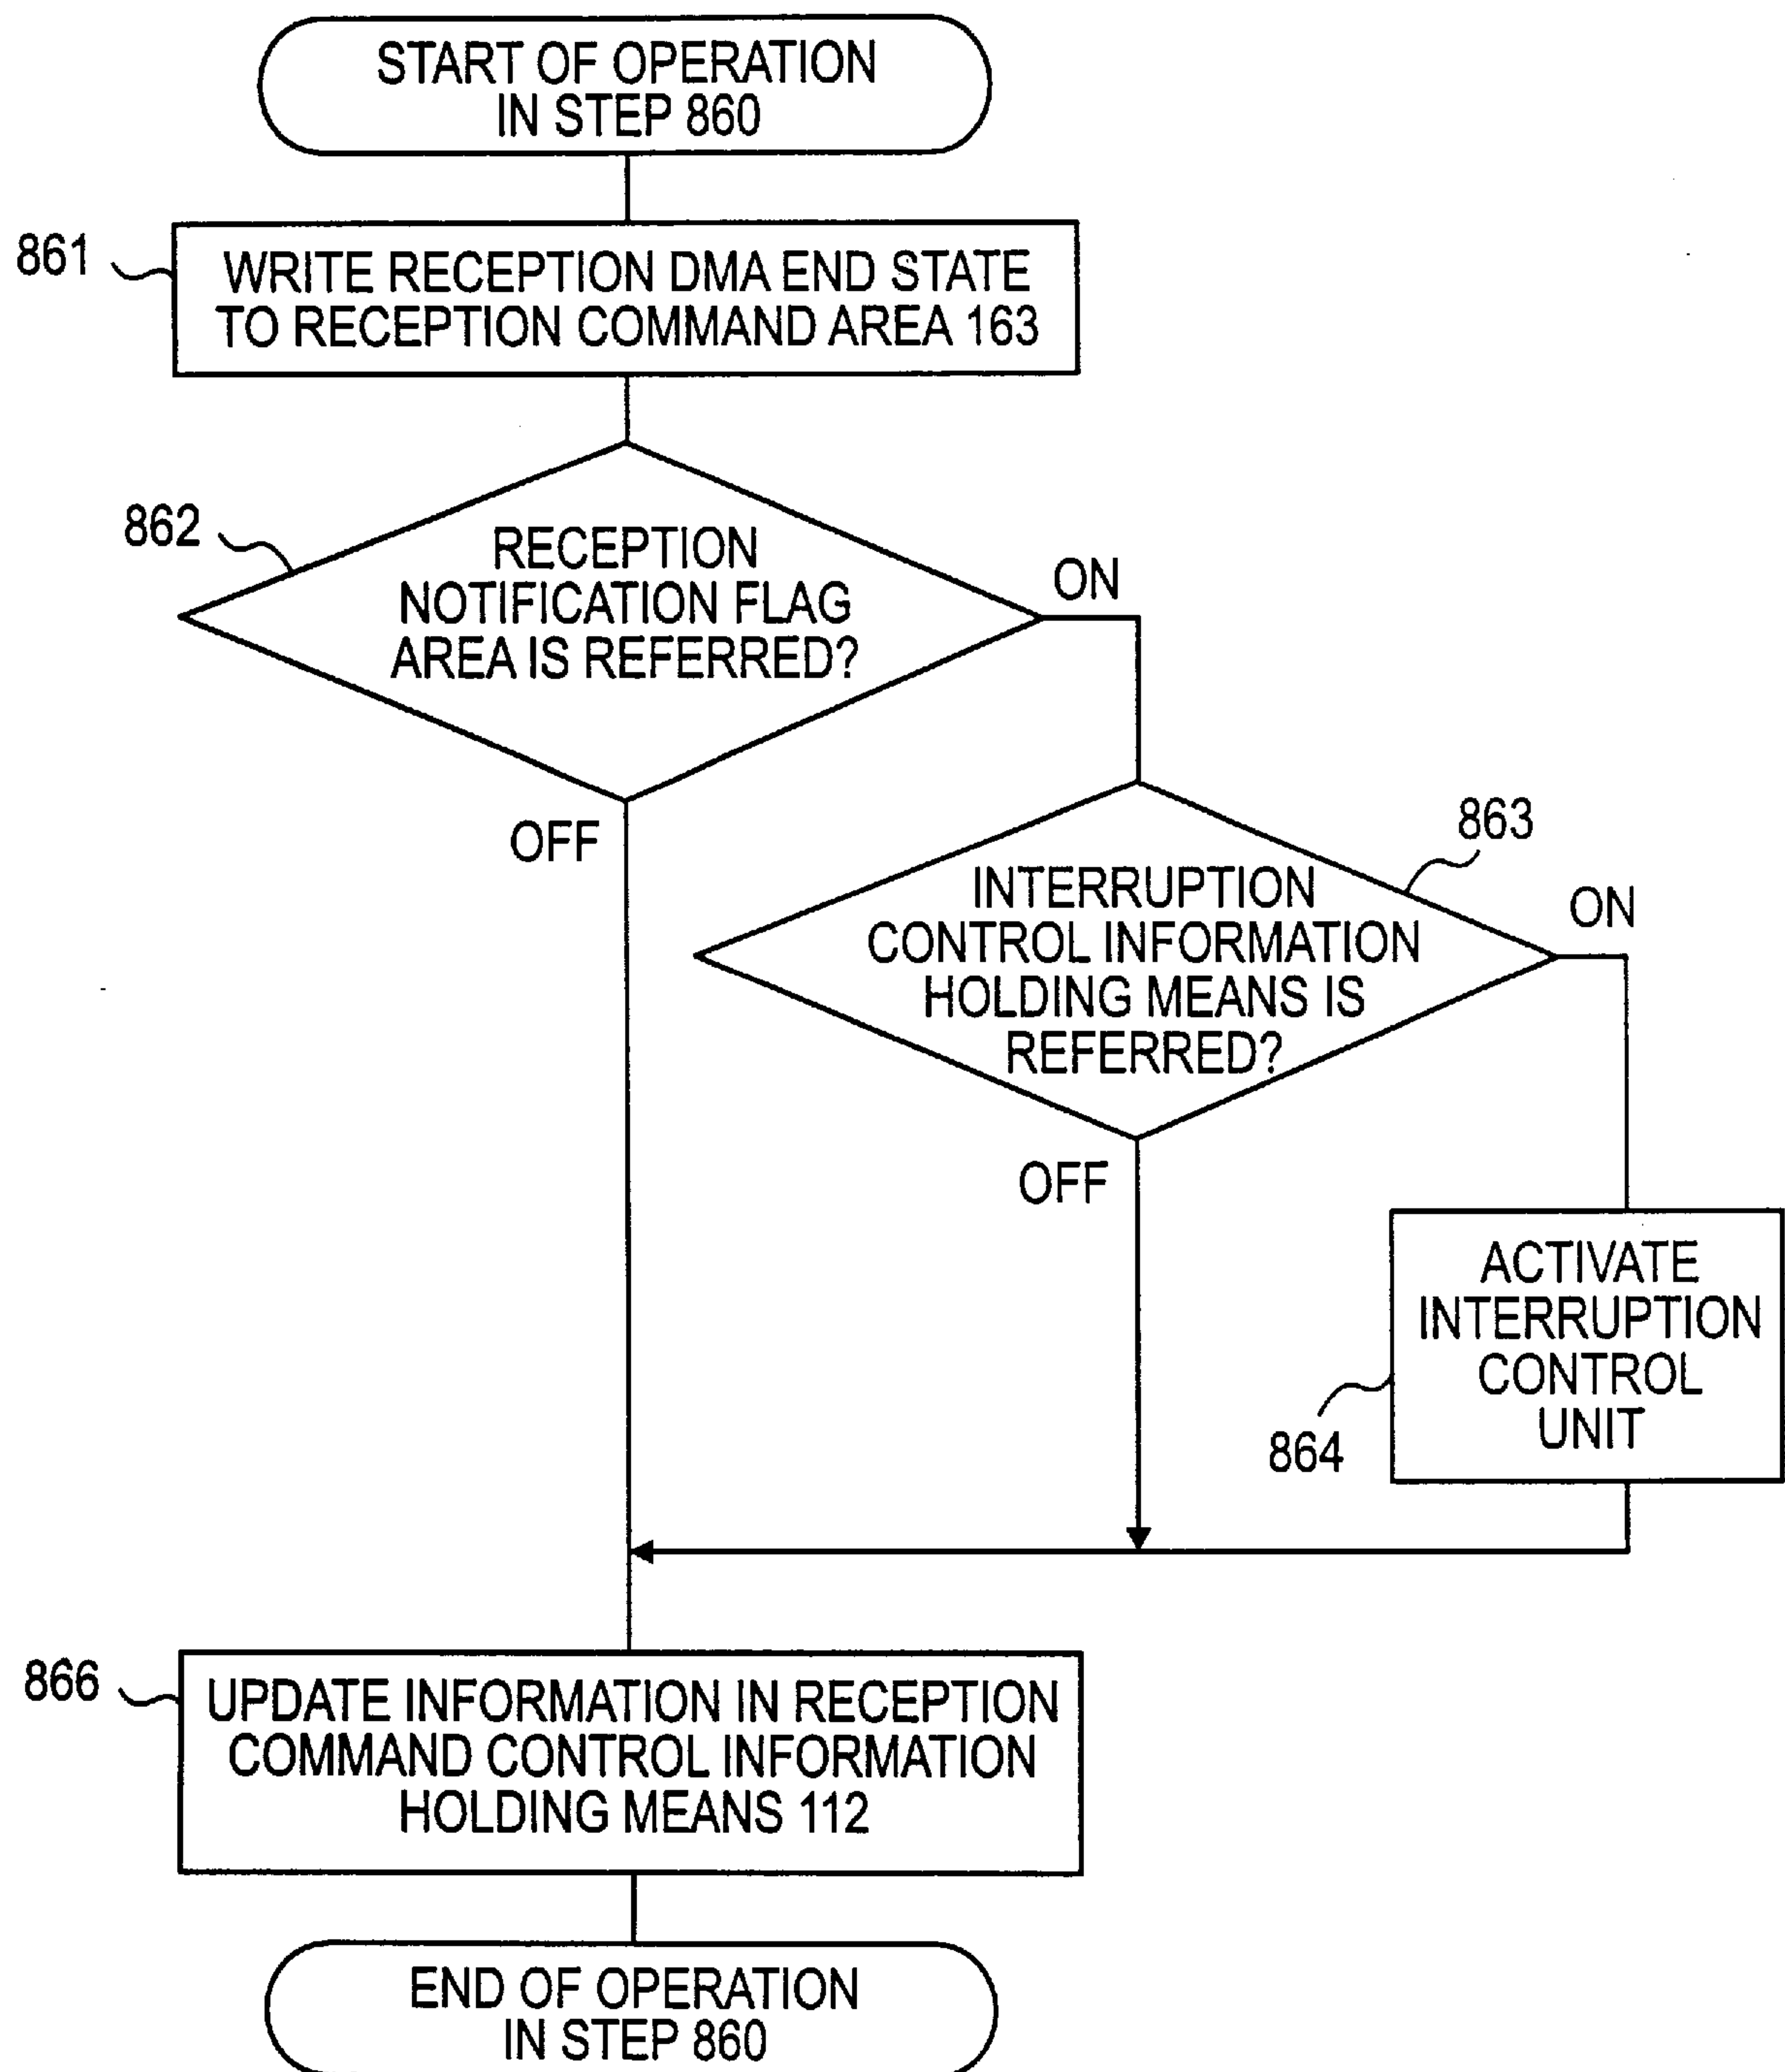 START OF OPERATION
IN STEP 860
861
WRITE RECEPTION DMA END STATE
TO RECEPTION COMMAND AREA 163
862
RECEPTION
NOTIFICATION FLAG
AREA IS REFERRED?
ON
OFF
863
INTERRUPTION
CONTROL INFORMATION
HOLDING MEANS IS
REFERRED?
ON
OFF
ACTIVATE
INTERRUPTION
CONTROL
UNIT
864
866
UPDATE INFORMATION IN RECEPTION
COMMAND CONTROL INFORMATION
HOLDING MEANS 112
END OF OPERATION
IN STEP 860